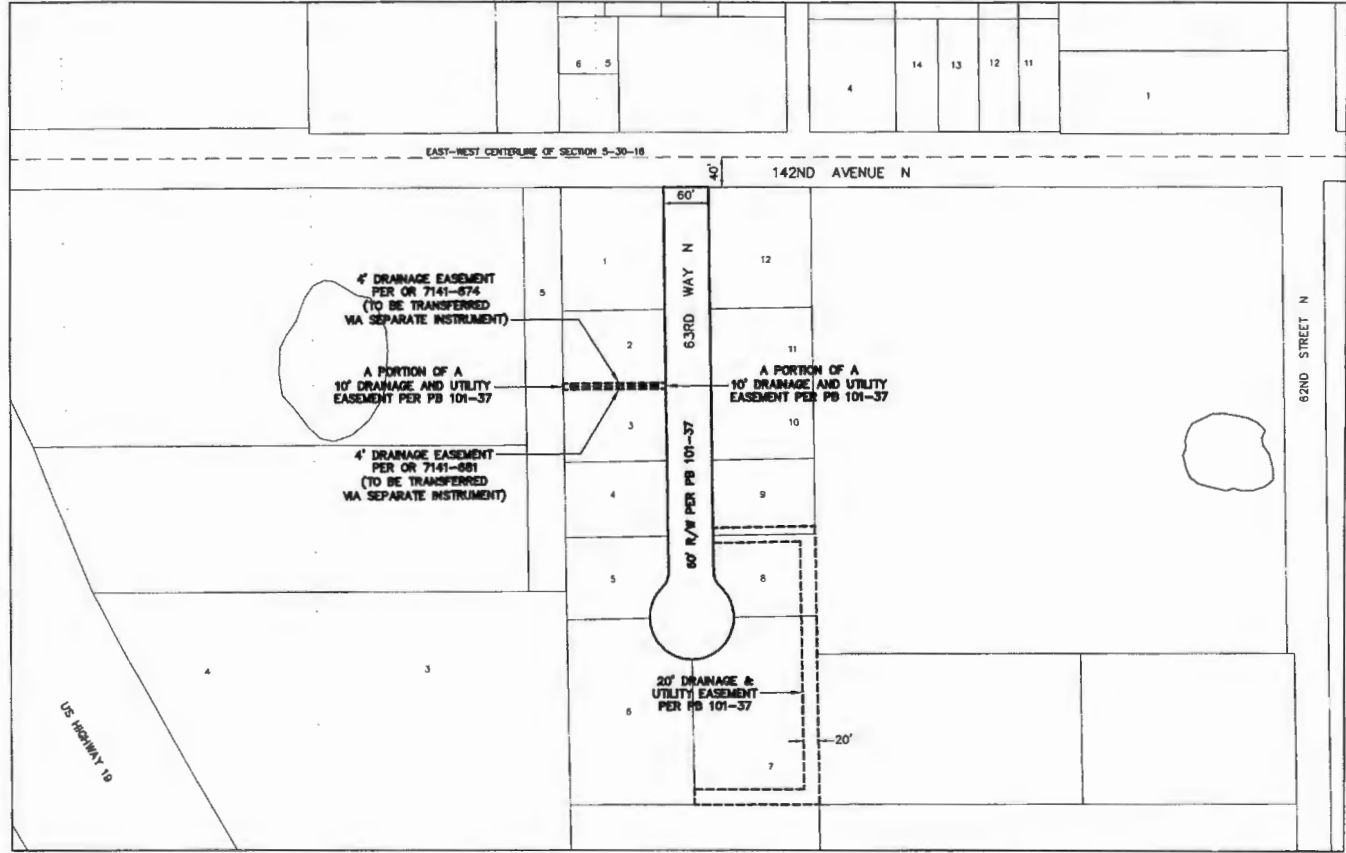 6 5
4
14
13
12
11
1
EAST-WEST CENTERLINE OF SECTION 5-30-16
40'
142ND AVENUE N
60'
63RD WAY N
60' R/W PER PB 101-37
62ND STREET N
1
12
5
4' DRAINAGE EASEMENT
PER OR 7141-674
(TO BE TRANSFERRED
VIA SEPARATE INSTRUMENT)
2
11
A PORTION OF A
10' DRAINAGE AND UTILITY
EASEMENT PER PB 101-37
A PORTION OF A
10' DRAINAGE AND UTILITY
EASEMENT PER PB 101-37
3
10
4' DRAINAGE EASEMENT
PER OR 7141-681
(TO BE TRANSFERRED
VIA SEPARATE INSTRUMENT)
4
9
5
8
4
3
6
20' DRAINAGE &
UTILITY EASEMENT
PER PB 101-37
20'
7
US HIGHWAY 19